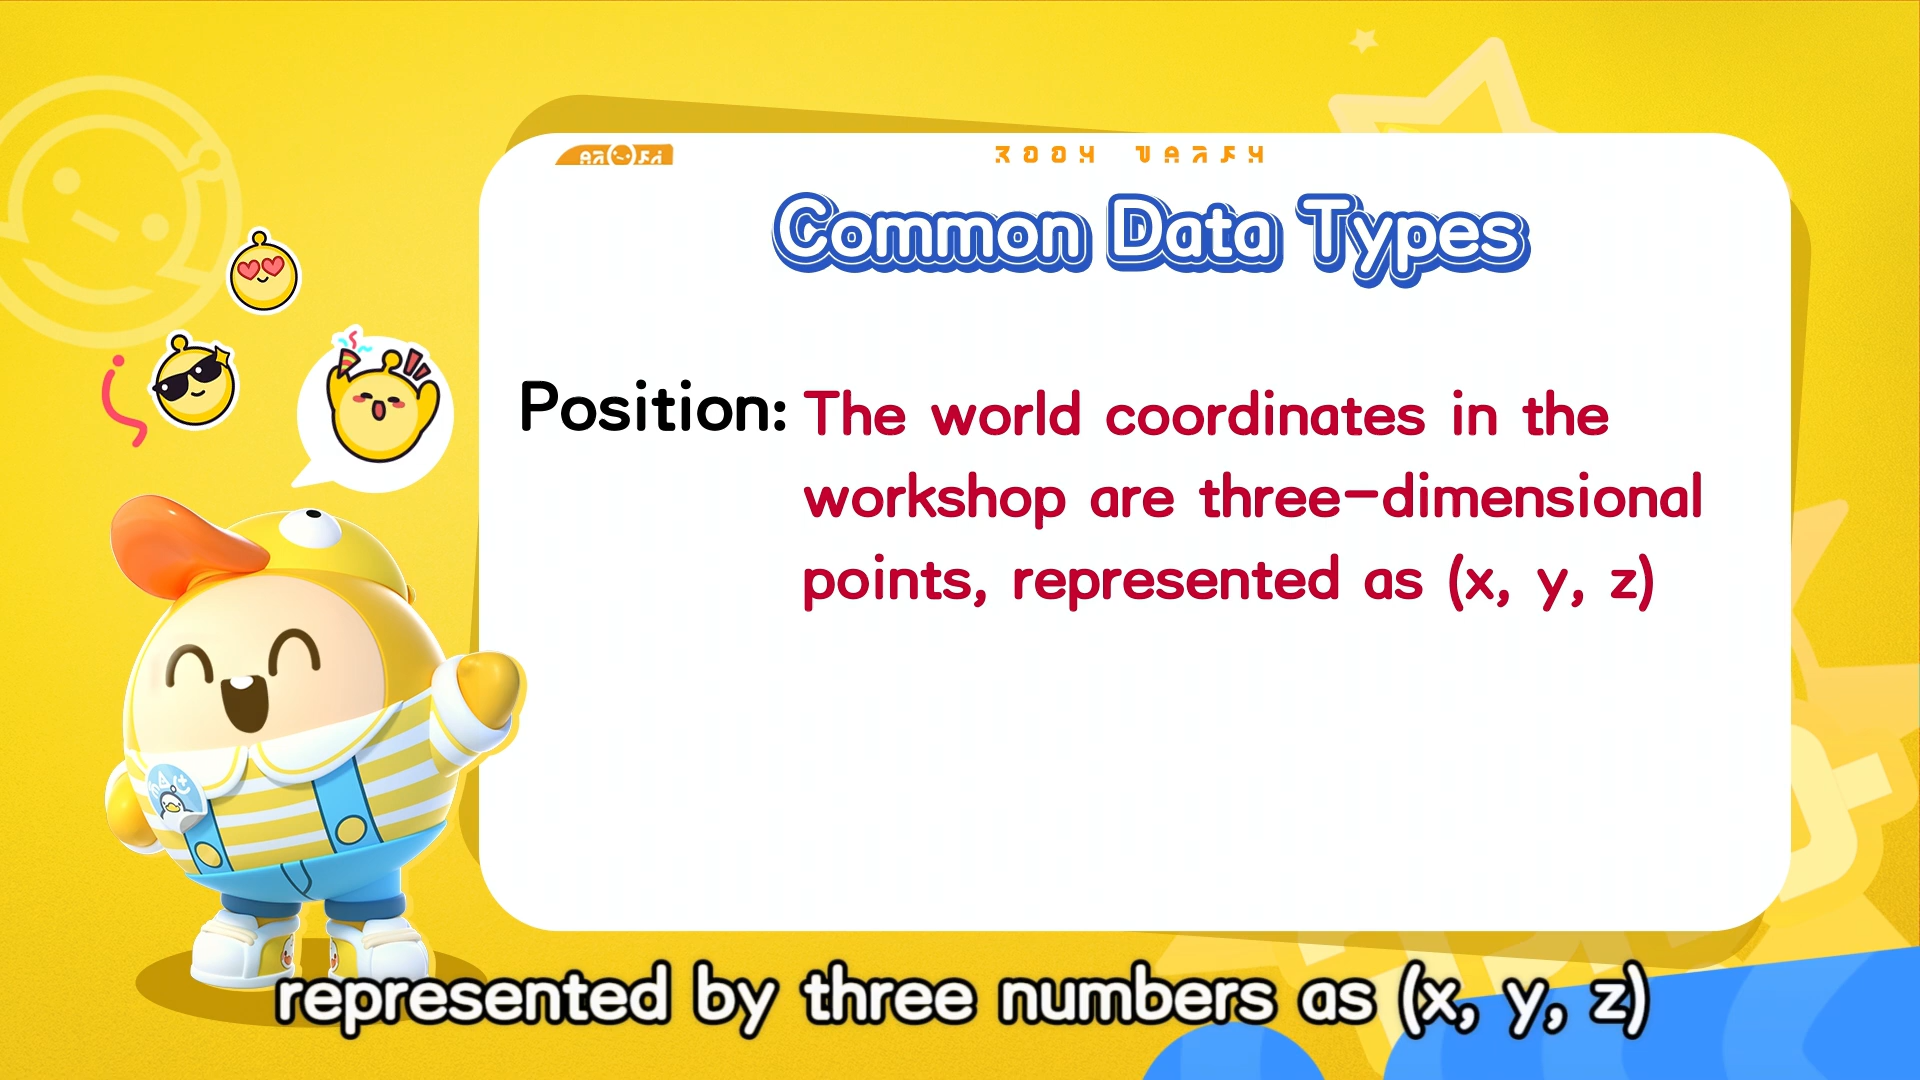 Common Data Types
Position: The world coordinates in the
workshop are three-dimensional
points, represented as (x, y, z)
represented by three numbers as (x, y, z)